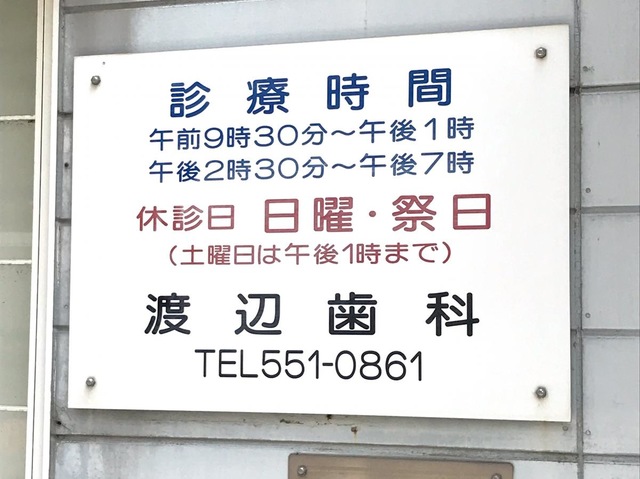 診療時間
午前9時30分～午後1時
午後2時30分～午後7時
休診日 日曜・祭日
(土曜日は午後1時まで)
渡辺歯科
TEL551-0861